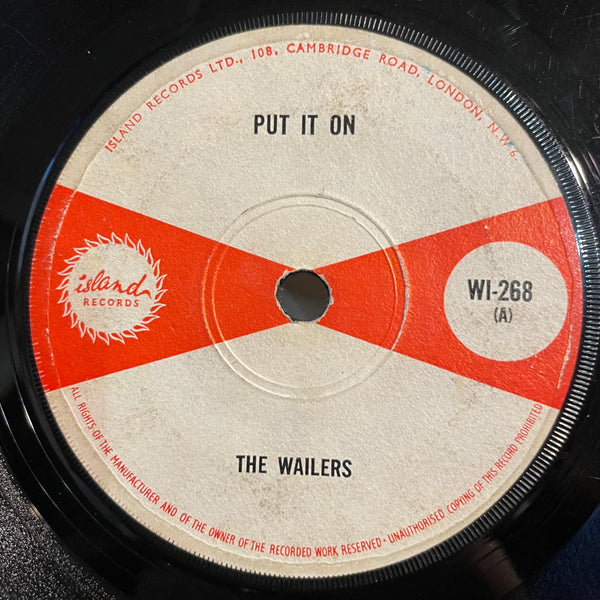 ISLAND RECORDS LTD., 108, CAMBRIDGE ROAD, LONDON, N.W.6
PUT IT ON
island
RECORDS
WI-268
(A)
THE WAILERS
ALL RIGHTS OF THE MANUFACTURER AND OF THE OWNER OF THE RECORDED WORK RESERVED · UNAUTHORISED COPYING OF THIS RECORD PROHIBITED